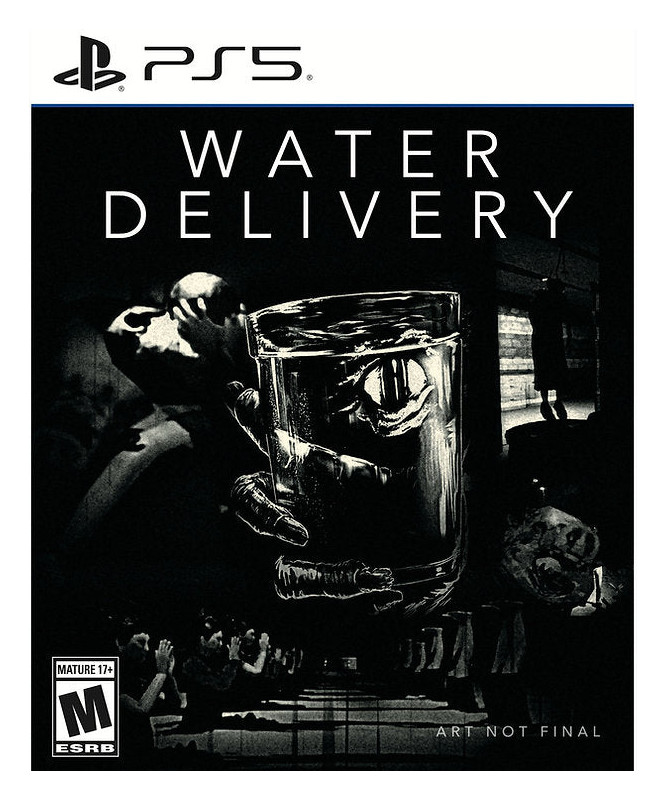 PS5
WATER
DELIVERY
MATURE 17+
M
ESRB
ART NOT FINAL